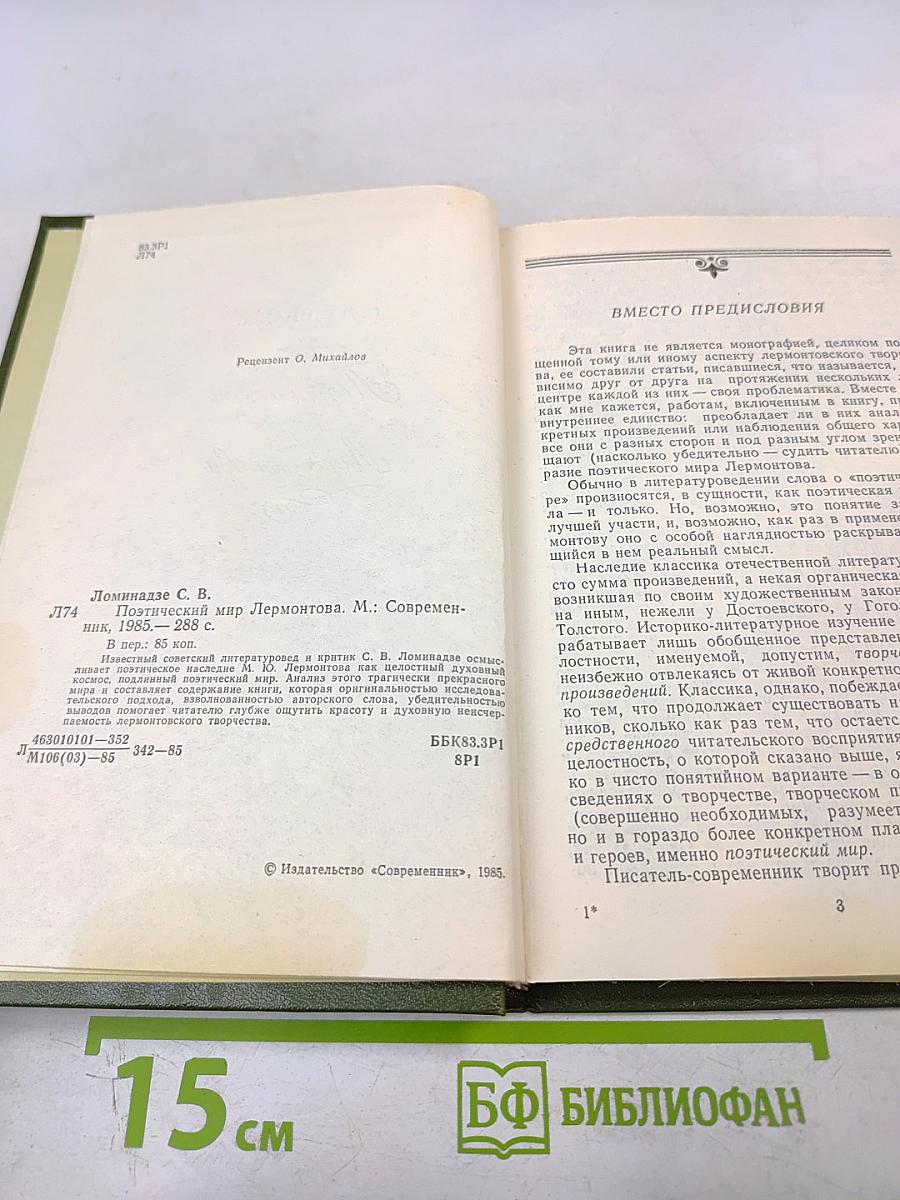 83.3Р1
Л74
Рецензент О. Михайлов
Ломинадзе С. В.
Л74 Поэтический мир Лермонтова. М.: Современ-
ник, 1985.— 288 с.
В пер.: 85 коп.
Известный советский литературовед и критик С. В. Ломинадзе осмыс-
ливает поэтическое наследие М. Ю. Лермонтова как целостный духовный
космос, подлинный поэтический мир. Анализ этого трагически прекрасного
мира и составляет содержание книги, которая оригинальностью исследова-
тельского подхода, взволнованностью авторского слова, убедительностью
выводов помогает читателю глубже ощутить красоту и духовную неисчер-
паемость лермонтовского творчества.
Л 463010101—352
М106(03)—85 342—85
ББК83.3Р1
8Р1
© Издательство «Современник», 1985.
ВМЕСТО ПРЕДИСЛОВИЯ
Эта книга не является монографией, целиком по
щенной тому или иному аспекту лермонтовского творч
ва, ее составили статьи, писавшиеся, что называется,
висимо друг от друга на протяжении нескольких
центре каждой из них — своя проблематика. Вместе
как мне кажется, работам, включенным в книгу, пр
внутреннее единство: преобладает ли в них анал
кретных произведений или наблюдения общего хар
все они с разных сторон и под разным углом зрен
щают (насколько убедительно — судить читателю
разие поэтического мира Лермонтова.
Обычно в литературоведении слова о «поэтич
ре» произносятся, в сущности, как поэтическая
ла — и только. Но, возможно, это понятие за
лучшей участи, и, возможно, как раз в примене
монтову оно с особой наглядностью раскрыва
щийся в нем реальный смысл.
Наследие классика отечественной литерату
сто сумма произведений, а некая органическая
возникшая по своим художественным закон
на иным, нежели у Достоевского, у Гого
Толстого. Историко-литературное изучение
рабатывает лишь обобщенное представлен
лостности, именуемой, допустим, творче
неизбежно отвлекаясь от живой конкретно
произведений. Классика, однако, побеждае
ко тем, что продолжает существовать н
ников, сколько как раз тем, что остаетс
средственного читательского восприятия
целостность, о которой сказано выше, я
ко в чисто понятийном варианте — в о
сведениях о творчестве, творческом п
(совершенно необходимых, разумеет
но и в гораздо более конкретном пла
и героев, именно поэтический мир.
Писатель-современник творит пр
1*
3
15 см
БФ БИБЛИОФАН